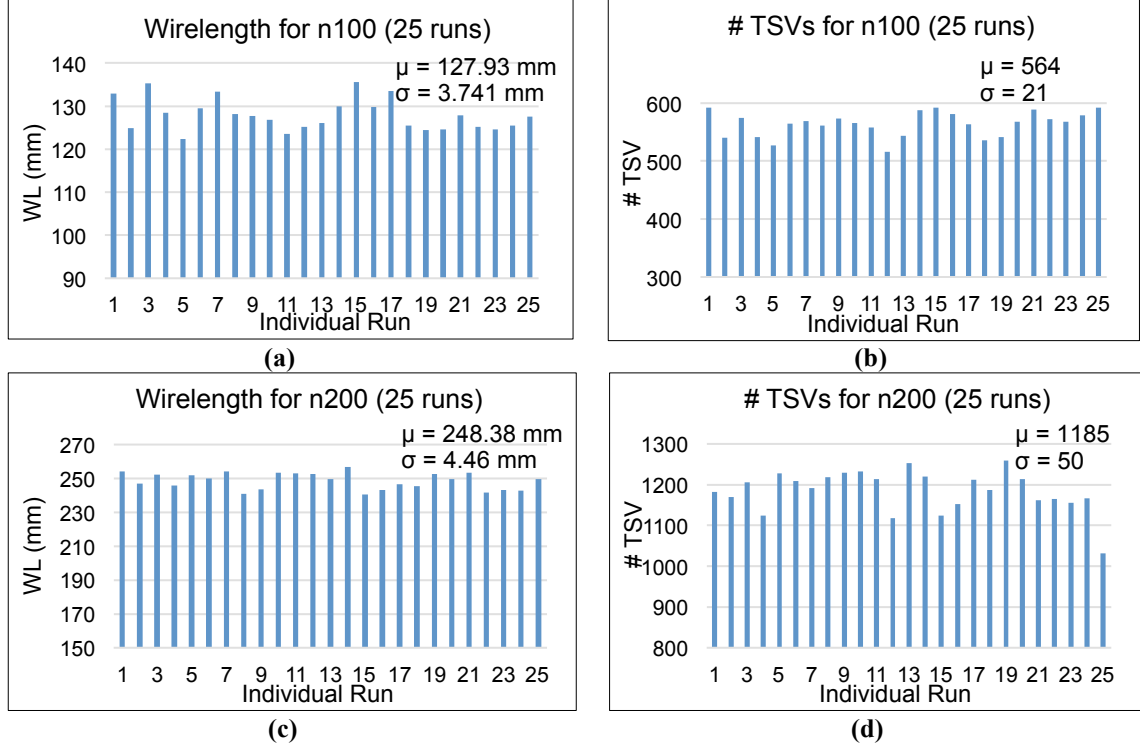 Wirelength for n100 (25 runs)
μ = 127.93 mm
σ = 3.741 mm
WL (mm)
140
130
120
110
100
90
1 3 5 7 9 11 13 15 17 19 21 23 25
Individual Run
(a)
# TSVs for n100 (25 runs)
μ = 564
σ = 21
# TSV
600
500
400
300
1 3 5 7 9 11 13 15 17 19 21 23 25
Individual Run
(b)
Wirelength for n200 (25 runs)
μ = 248.38 mm
σ = 4.46 mm
WL (mm)
270
250
230
210
190
170
150
1 3 5 7 9 11 13 15 17 19 21 23 25
Individual Run
(c)
# TSVs for n200 (25 runs)
μ = 1185
σ = 50
# TSV
1300
1200
1100
1000
900
800
1 3 5 7 9 11 13 15 17 19 21 23 25
Individual Run
(d)